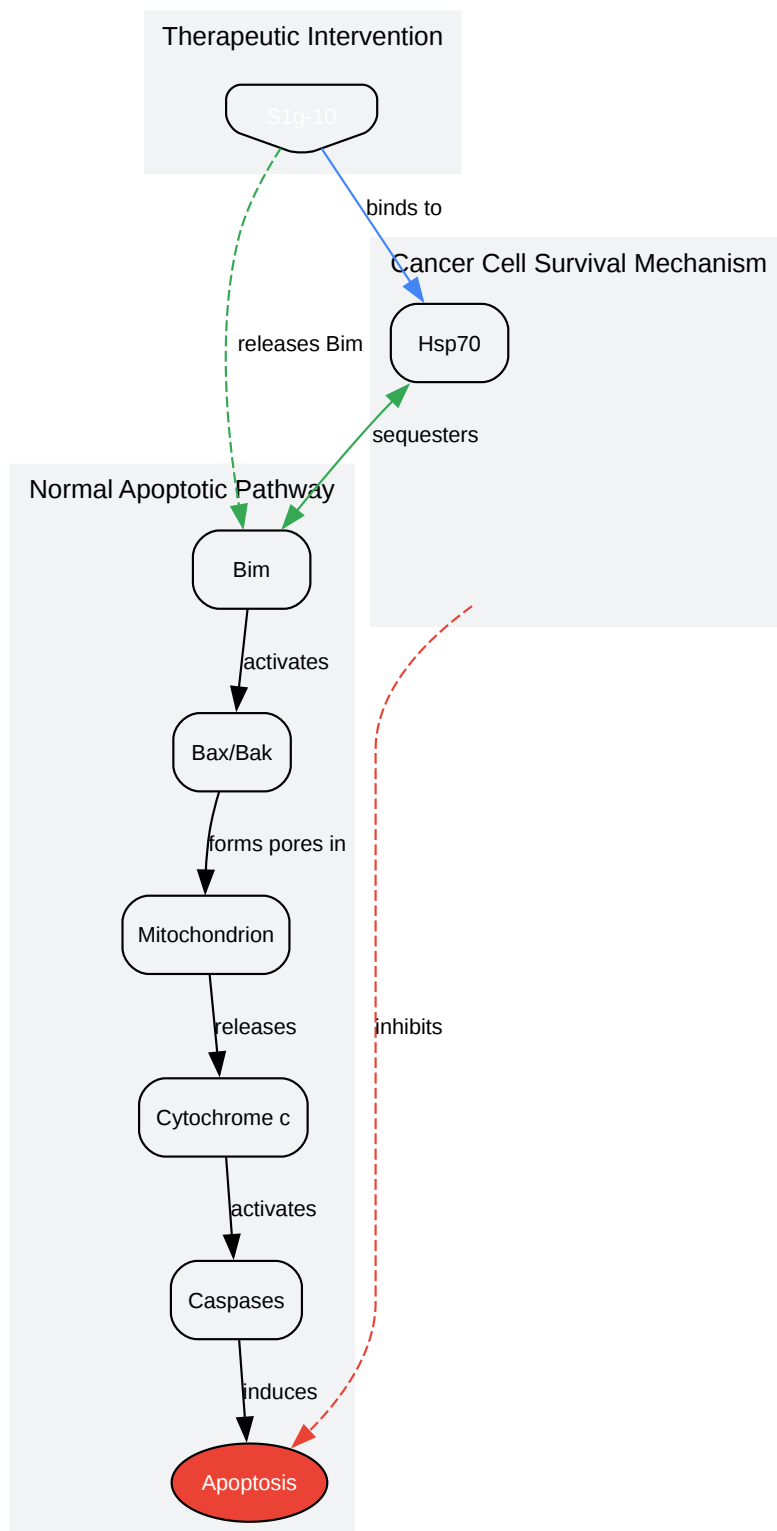 Therapeutic Intervention
S1g-10
binds to
Cancer Cell Survival Mechanism
Hsp70
releases Bim
sequesters
Normal Apoptotic Pathway
Bim
activates
Bax/Bak
forms pores in
Mitochondrion
releases
inhibits
Cytochrome c
activates
Caspases
induces
Apoptosis